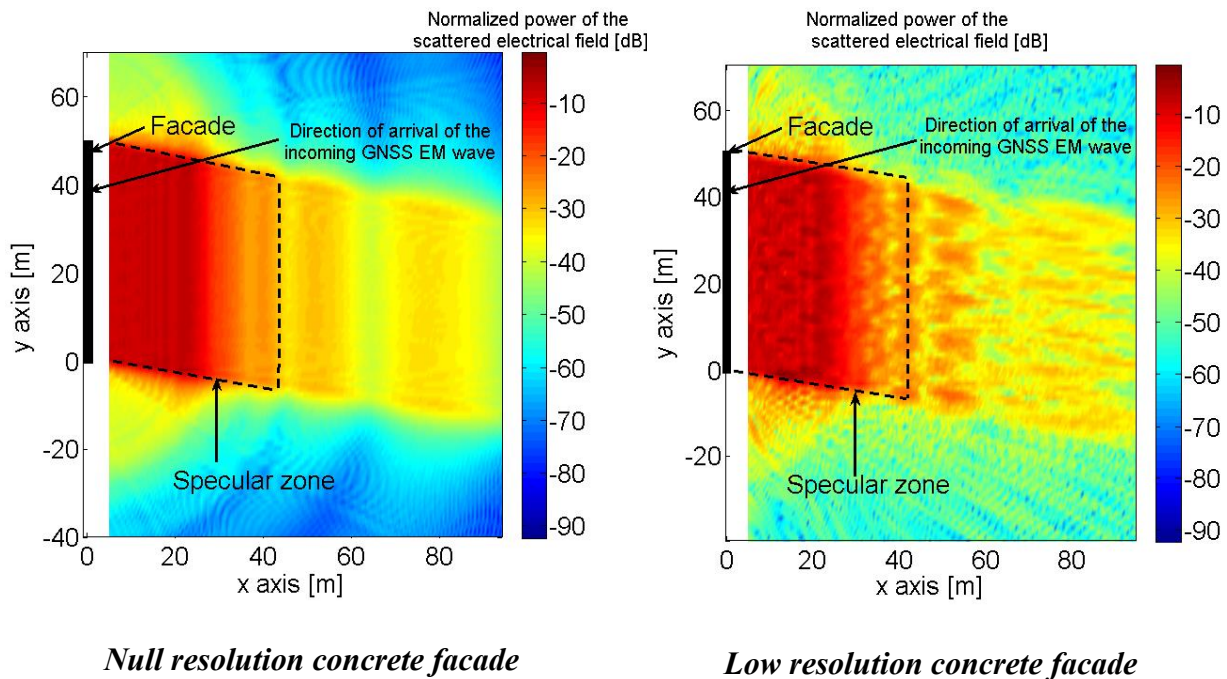 Normalized power of the
scattered electrical field [dB]
60
40
20
0
-20
-40
y axis [m]
0
20
40
60
80
x axis [m]
Facade
Direction of arrival of the
incoming GNSS EM wave
Specular zone
-10
-20
-30
-40
-50
-60
-70
-80
-90
Null resolution concrete facade
Normalized power of the
scattered electrical field [dB]
60
40
20
0
-20
y axis [m]
0
20
40
60
80
x axis [m]
Facade
Direction of arrival of the
incoming GNSS EM wave
Specular zone
-10
-20
-30
-40
-50
-60
-70
-80
-90
Low resolution concrete facade